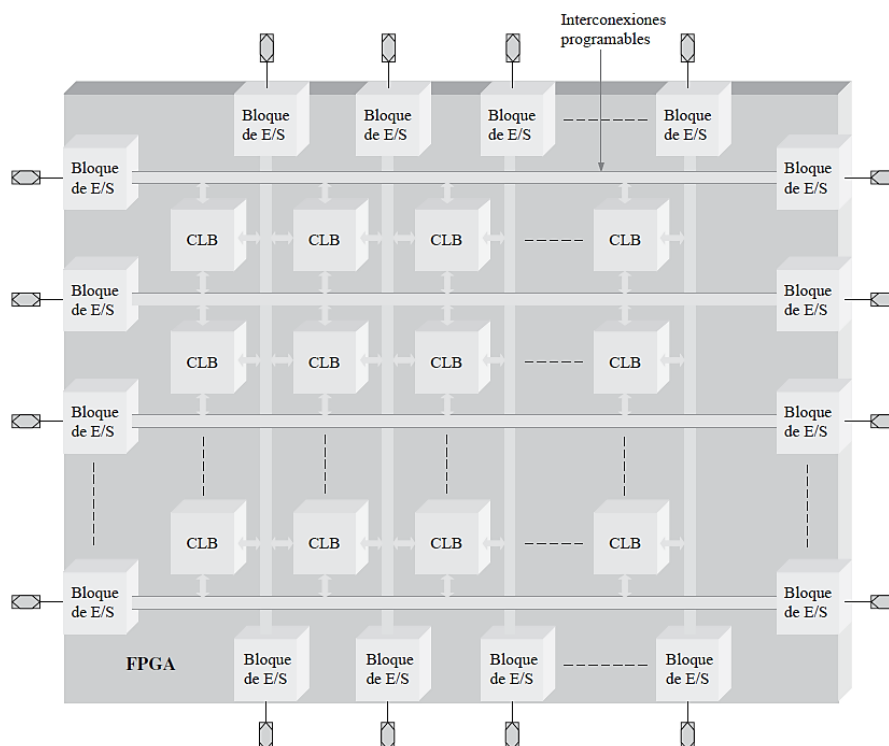 Interconexiones
programables
Bloque
de E/S
Bloque
de E/S
Bloque
de E/S
Bloque
de E/S
Bloque
de E/S
Bloque
de E/S
CLB
CLB
CLB
CLB
Bloque
de E/S
Bloque
de E/S
CLB
CLB
CLB
CLB
Bloque
de E/S
Bloque
de E/S
CLB
CLB
CLB
CLB
Bloque
de E/S
Bloque
de E/S
FPGA
Bloque
de E/S
Bloque
de E/S
Bloque
de E/S
Bloque
de E/S